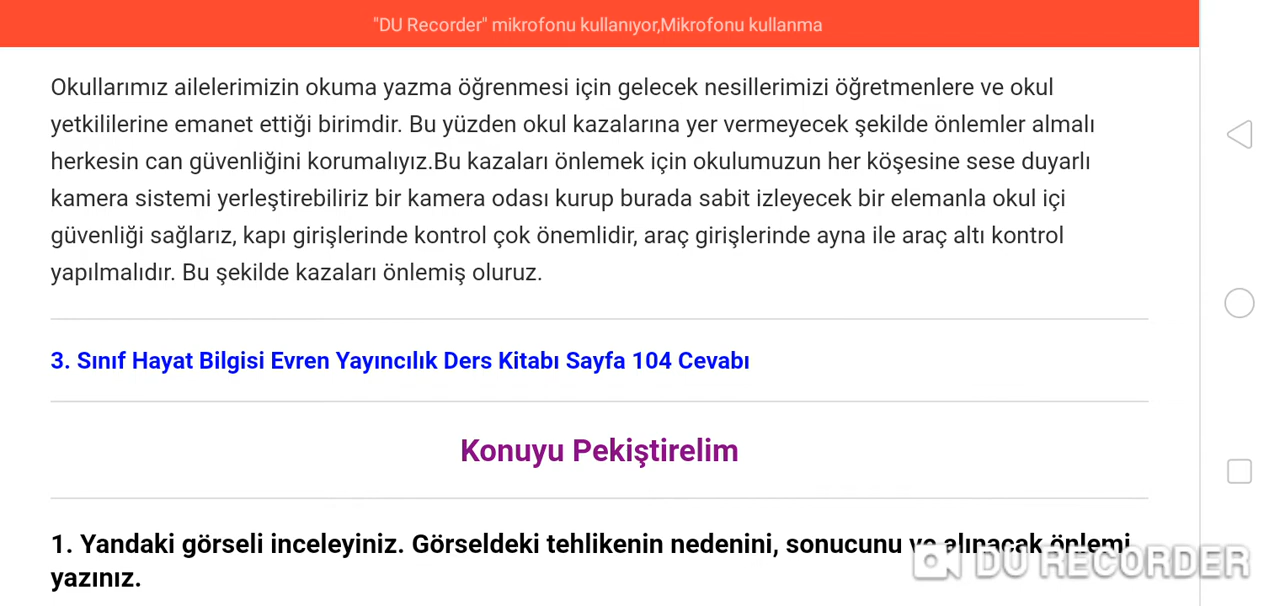 "DU Recorder" mikrofonu kullanıyor,Mikrofonu kullanma
Okullarımız ailelerimizin okuma yazma öğrenmesi için gelecek nesillerimizi öğretmenlere ve okul
yetkililerine emanet ettiği birimdir. Bu yüzden okul kazalarına yer vermeyecek şekilde önlemler almalı
herkesin can güvenliğini korumalıyız.Bu kazaları önlemek için okulumuzun her köşesine sese duyarlı
kamera sistemi yerleştirebiliriz bir kamera odası kurup burada sabit izleyecek bir elemanla okul içi
güvenliği sağlarız, kapı girişlerinde kontrol çok önemlidir, araç girişlerinde ayna ile araç altı kontrol
yapılmalıdır. Bu şekilde kazaları önlemiş oluruz.
3. Sınıf Hayat Bilgisi Evren Yayıncılık Ders Kitabı Sayfa 104 Cevabı
Konuyu Pekiştirelim
1. Yandaki görseli inceleyiniz. Görseldeki tehlikenin nedenini, sonucunu ve alınacak önlemi
yazınız.
DU RECORDER